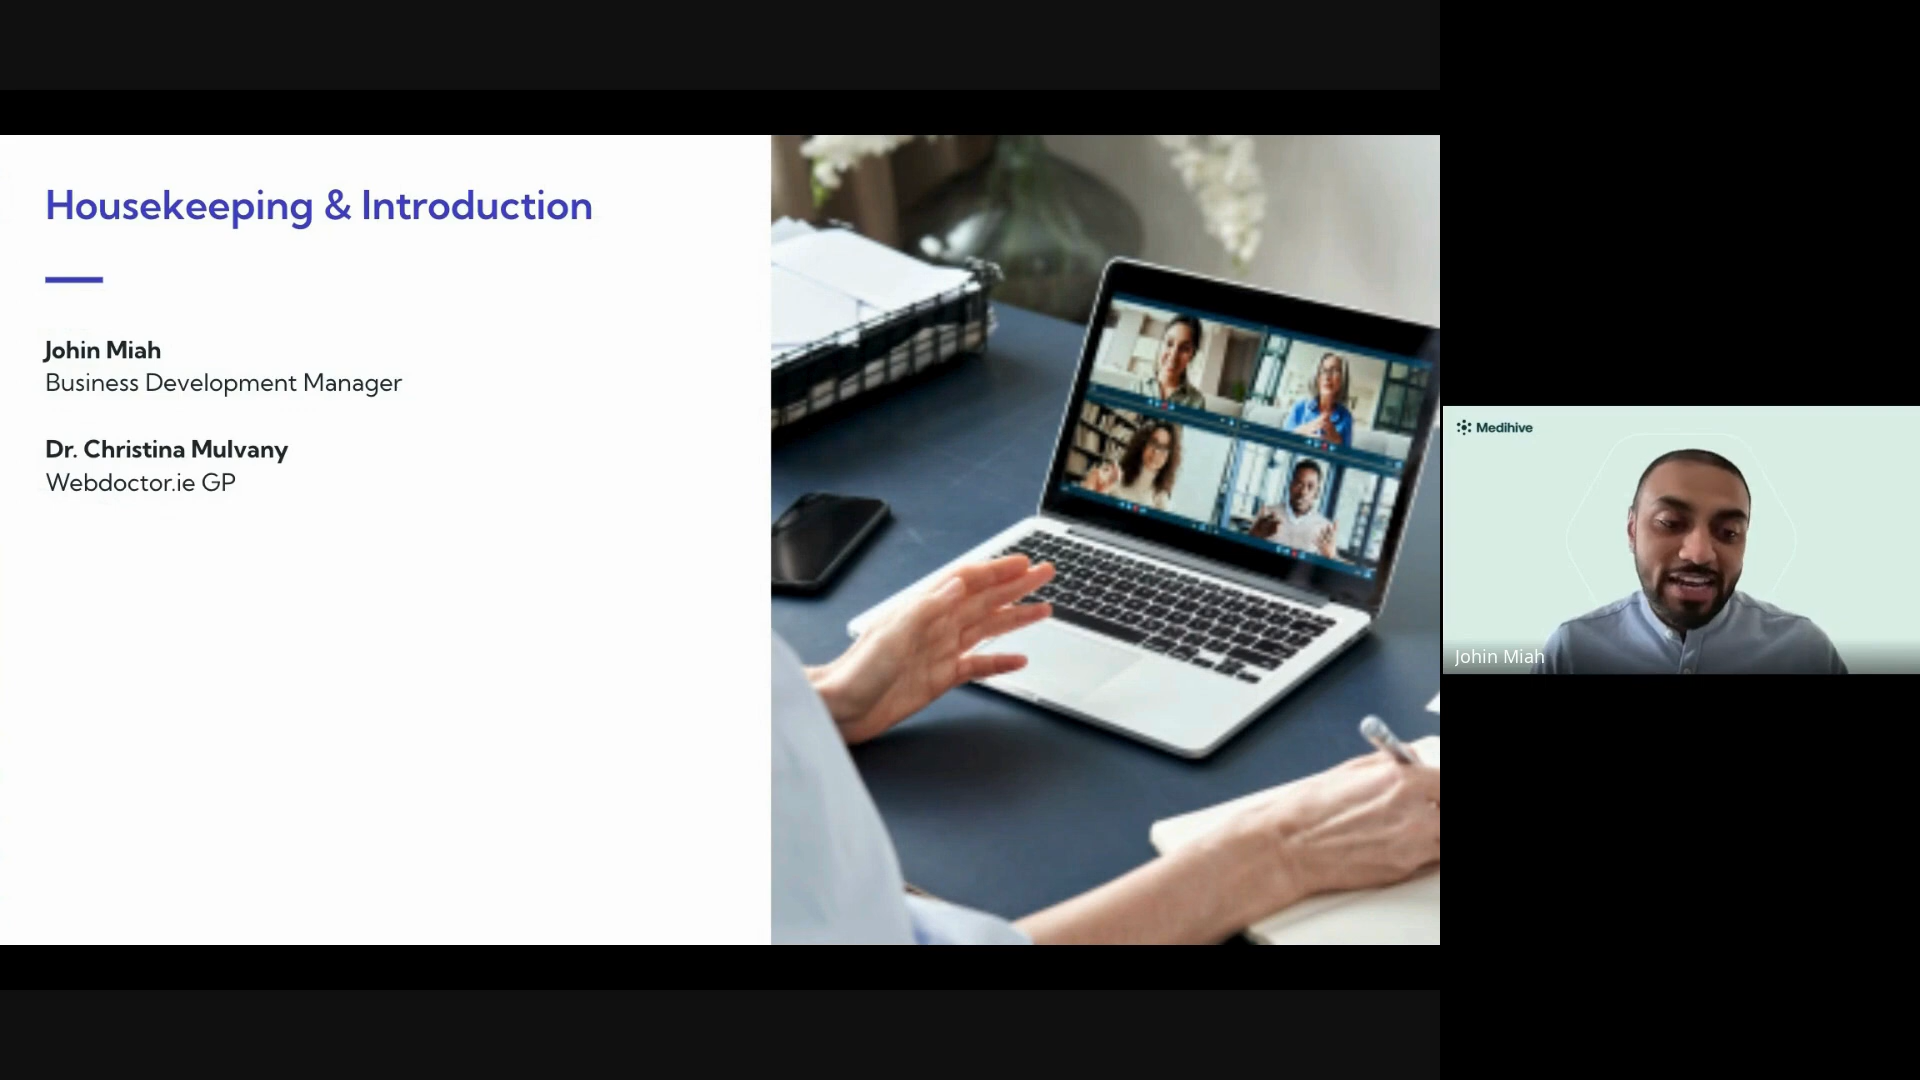 Housekeeping & Introduction
Johin Miah
Business Development Manager
Dr. Christina Mulvany
Webdoctor.ie GP
Medihive
Johin Miah